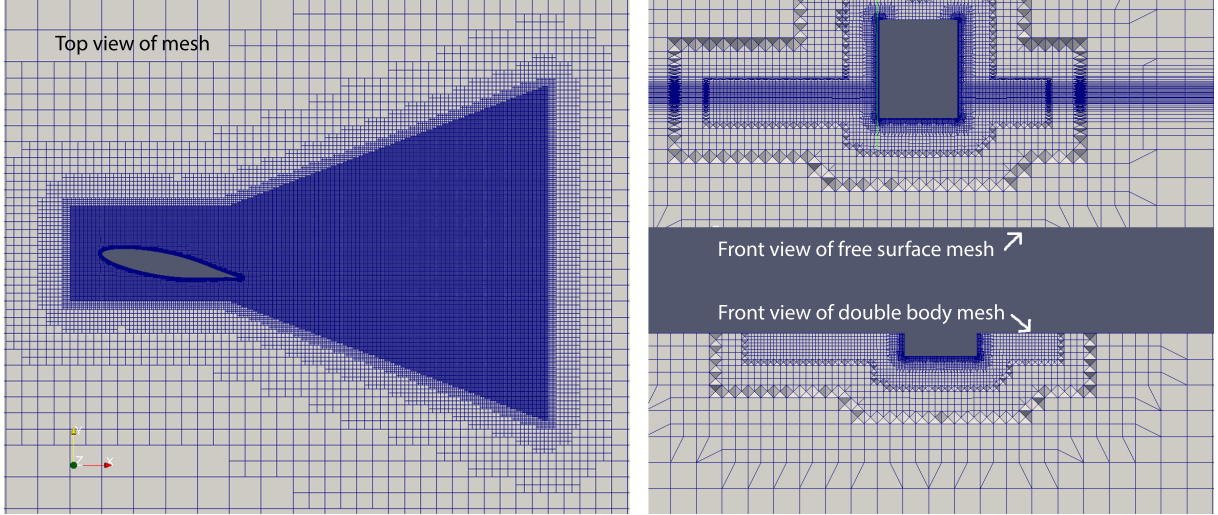 Top view of mesh
Y
Z
X
Front view of free surface mesh
Front view of double body mesh